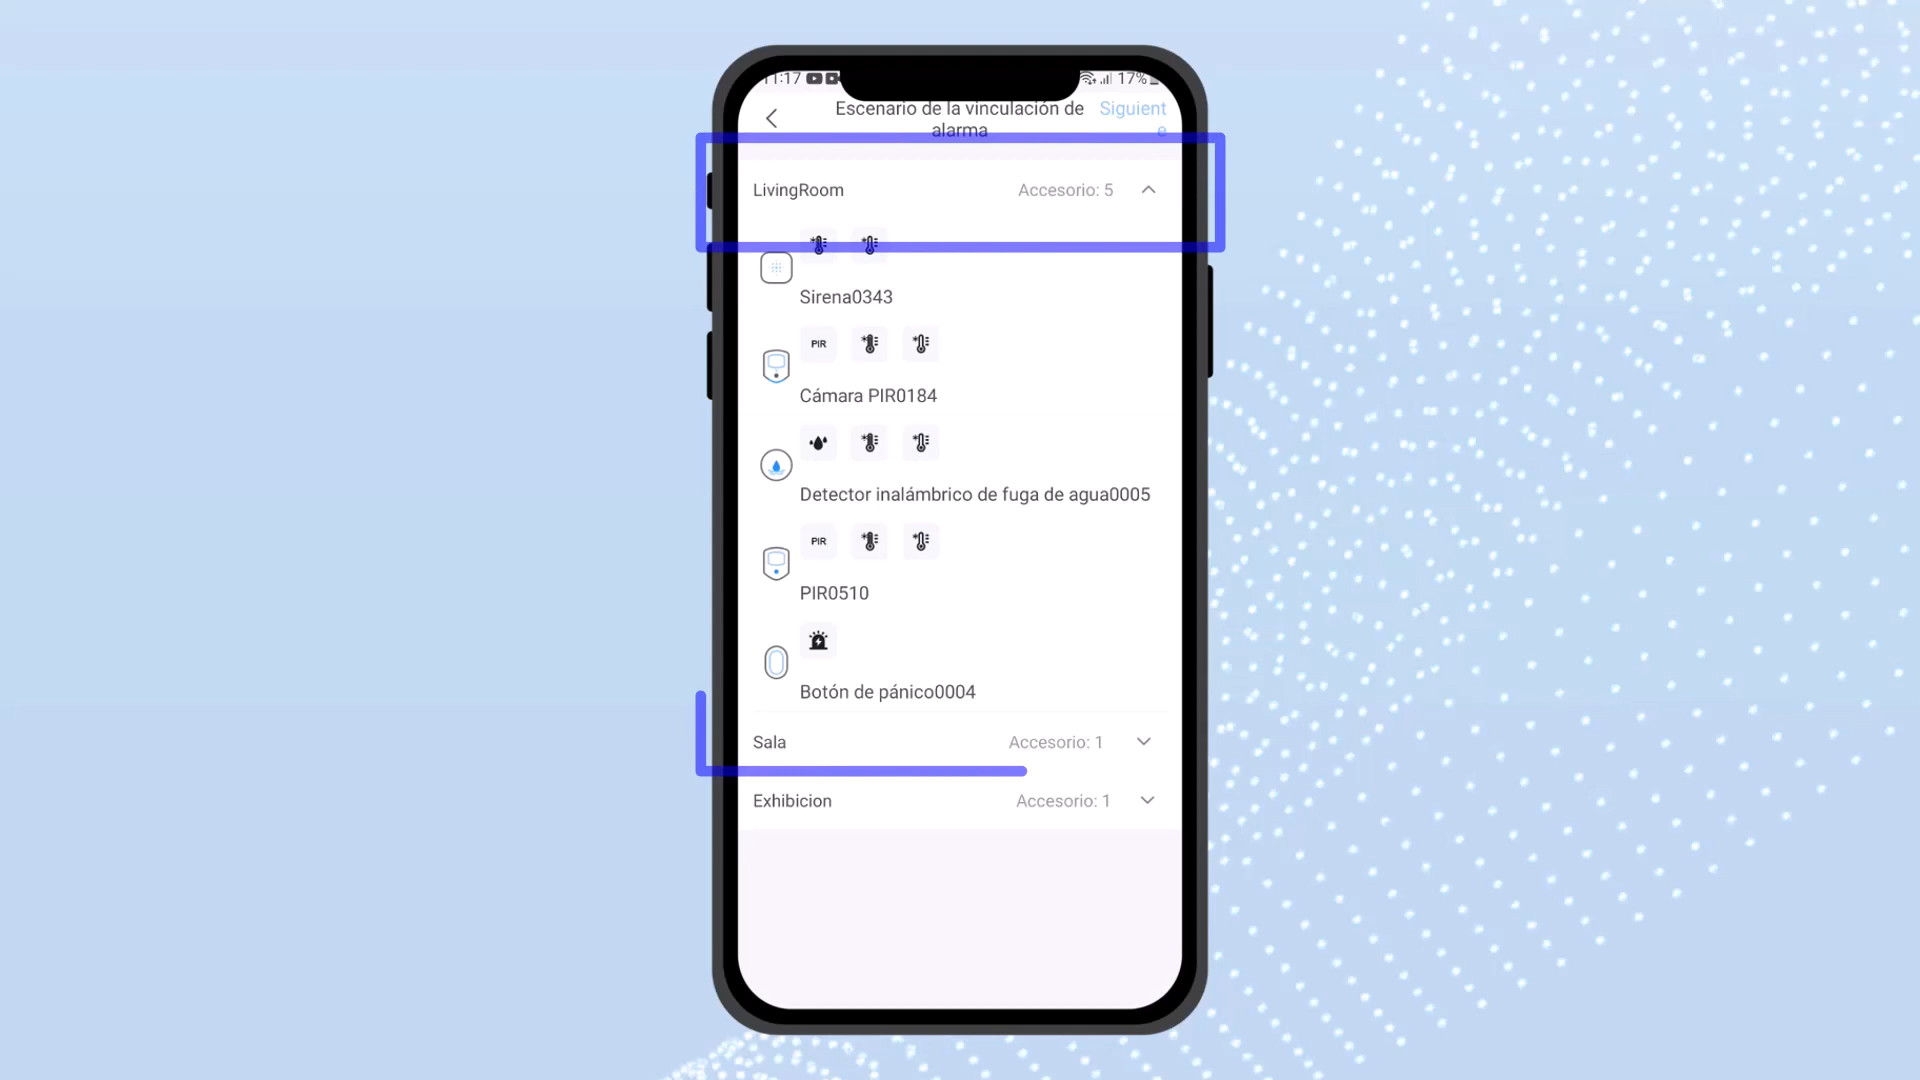 11:17 17%
Escenario de la vinculación de Siguient
alarma e
LivingRoom Accesorio: 5
Sirena0343
PIR
Cámara PIR0184
Detector inalámbrico de fuga de agua0005
PIR
PIR0510
Botón de pánico0004
Sala Accesorio: 1
Exhibicion Accesorio: 1